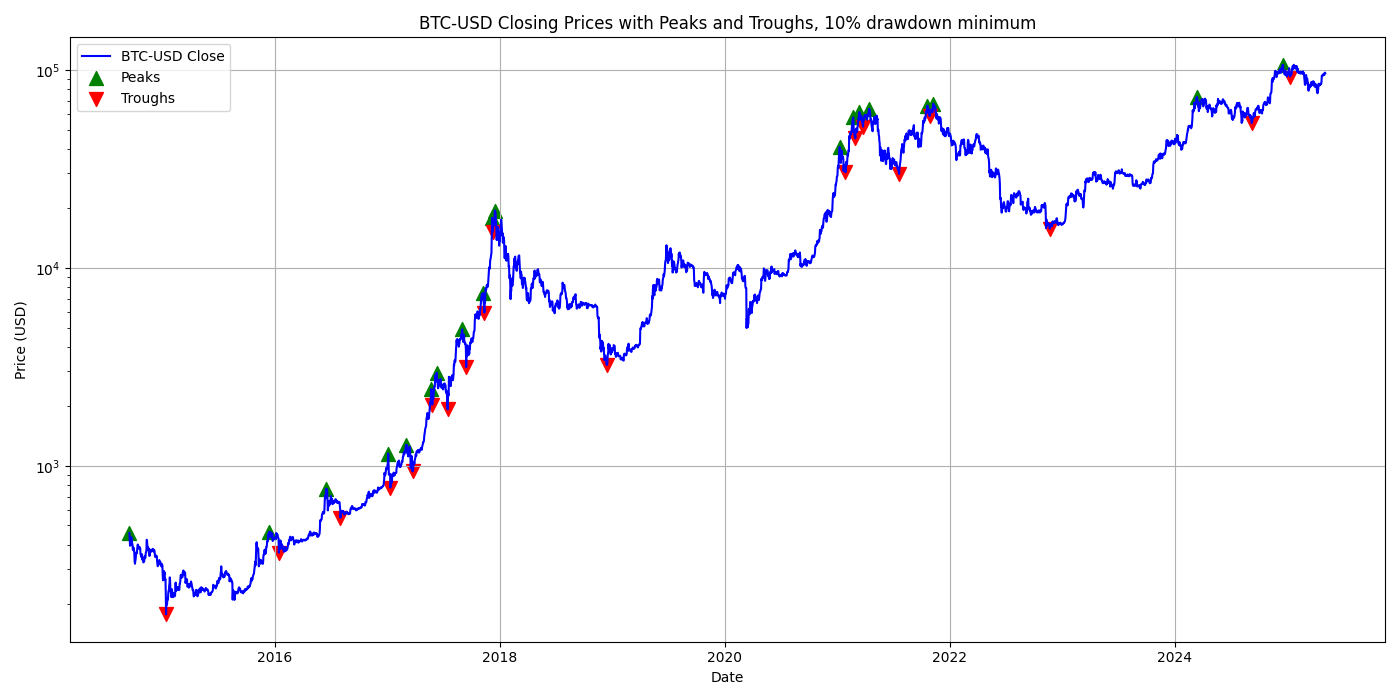 BTC-USD Closing Prices with Peaks and Troughs, 10% drawdown minimum
BTC-USD Close
Peaks
Troughs
10^5
10^4
10^3
Price (USD)
2016
2018
2020
2022
2024
Date